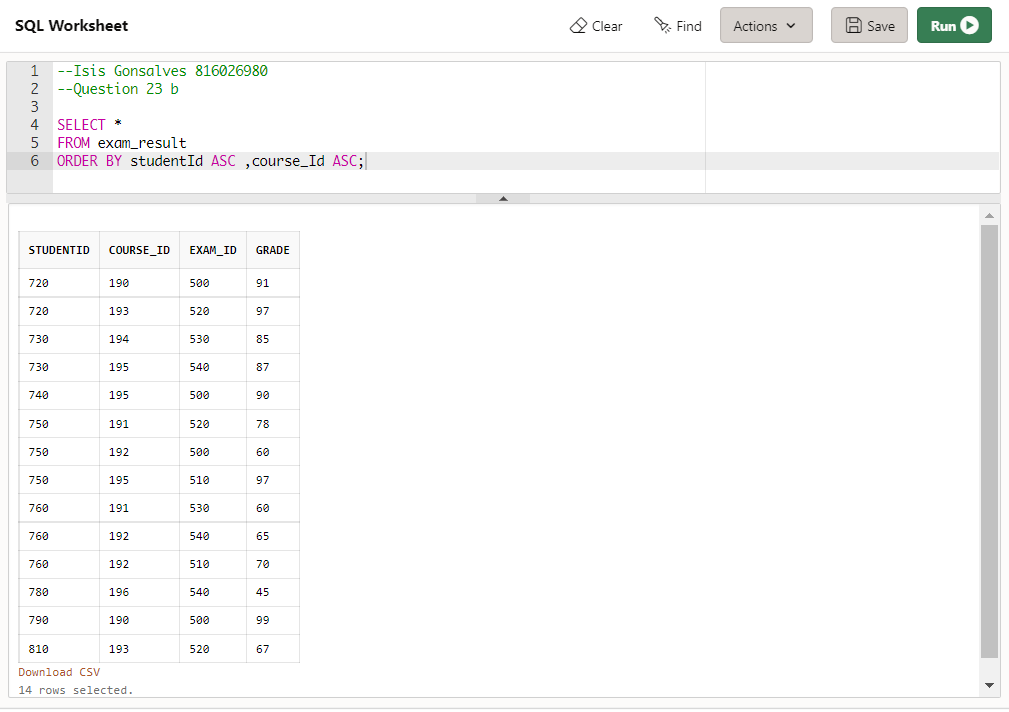 SQL Worksheet Clear Find Actions Save Run
1 --Isis Gonsalves 816026980
2 --Question 23 b
3
4 SELECT *
5 FROM exam_result
6 ORDER BY studentId ASC ,course_Id ASC;
STUDENTID COURSE_ID EXAM_ID GRADE
720 190 500 91
720 193 520 97
730 194 530 85
730 195 540 87
740 195 500 90
750 191 520 78
750 192 500 60
750 195 510 97
760 191 530 60
760 192 540 65
760 192 510 70
780 196 540 45
790 190 500 99
810 193 520 67
Download CSV
14 rows selected.